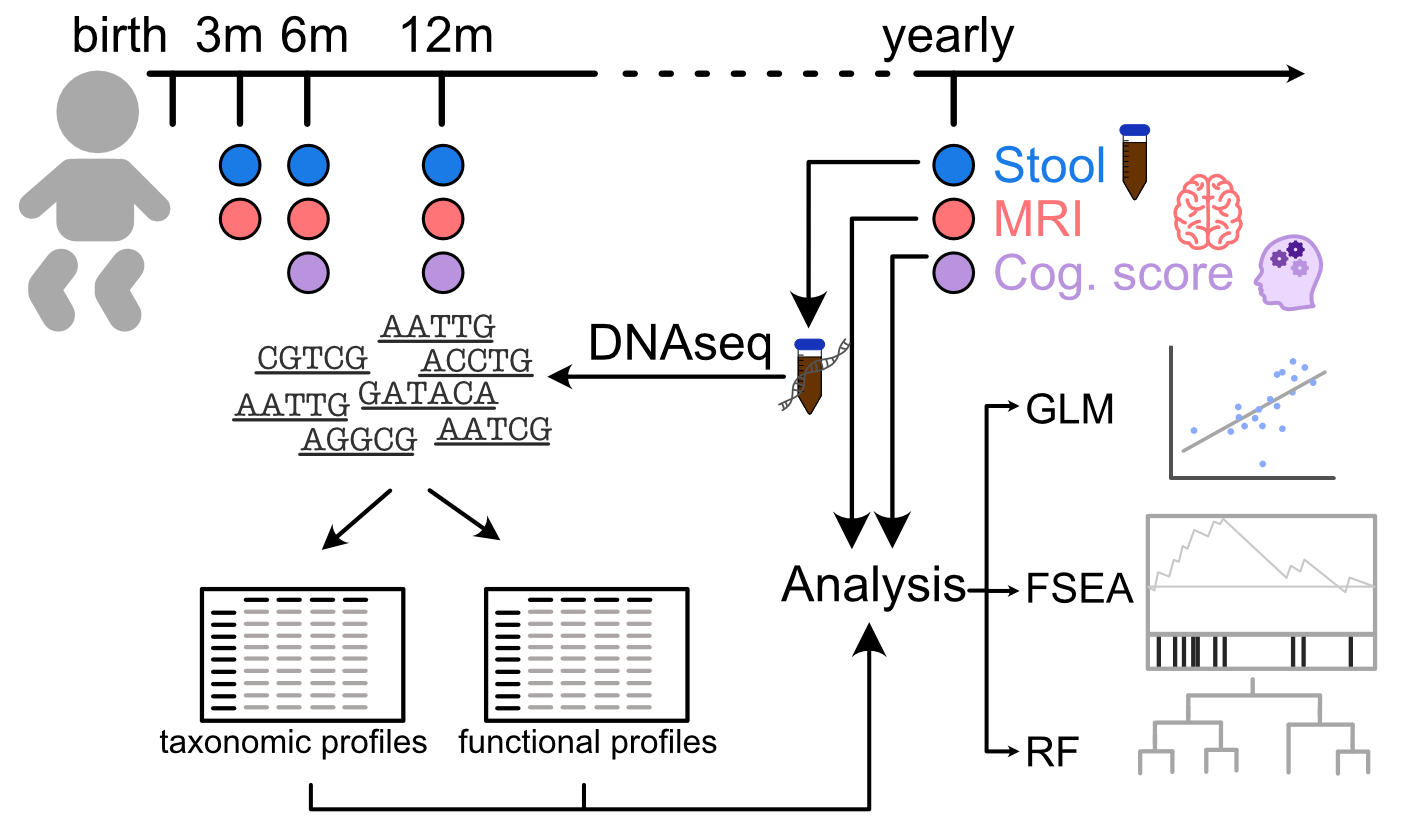 birth 3m 6m 12m yearly
Stool
MRI
Cog. score
AATTG
CGTCG ACCTG
AATTG GATACA
AGGCG AATCG
DNAseq
GLM
Analysis FSEA
RF
taxonomic profiles functional profiles